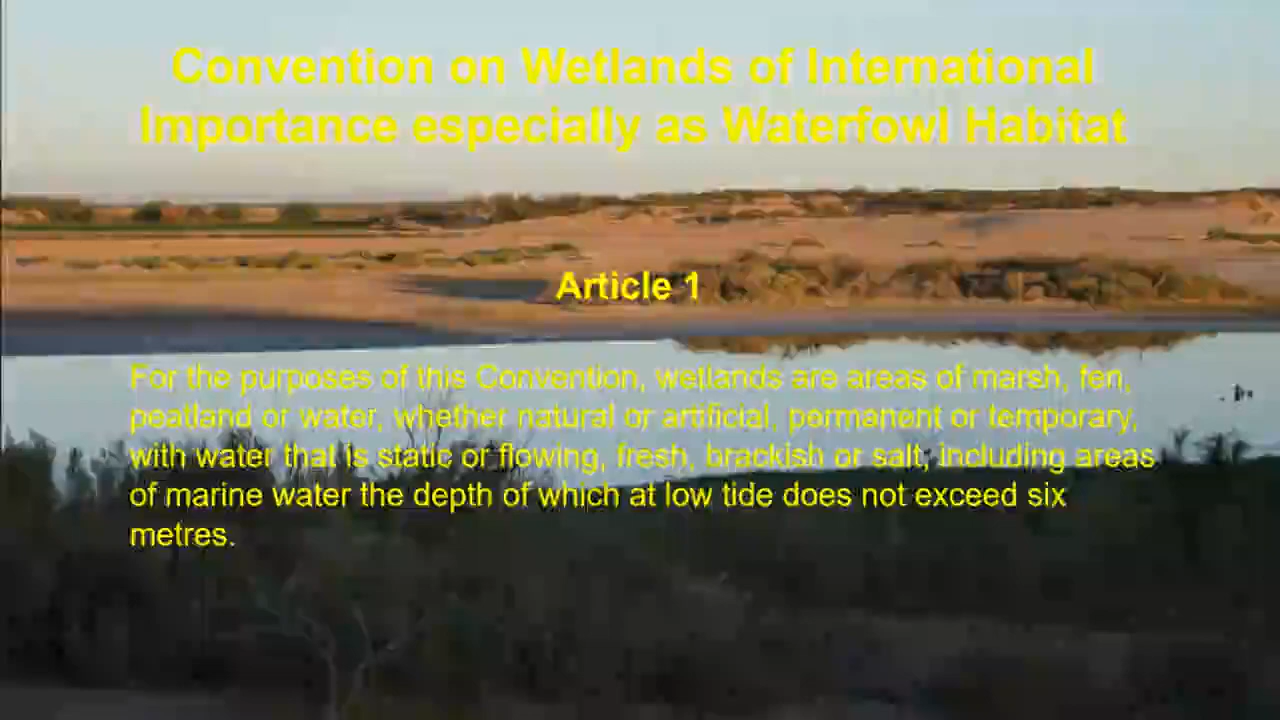 Convention on Wetlands of International
Importance especially as Waterfowl Habitat
Article 1
For the purposes of this Convention, wetlands are areas of marsh, fen,
peatland or water, whether natural or artificial, permanent or temporary,
with water that is static or flowing, fresh, brackish or salt, including areas
of marine water the depth of which at low tide does not exceed six
metres.